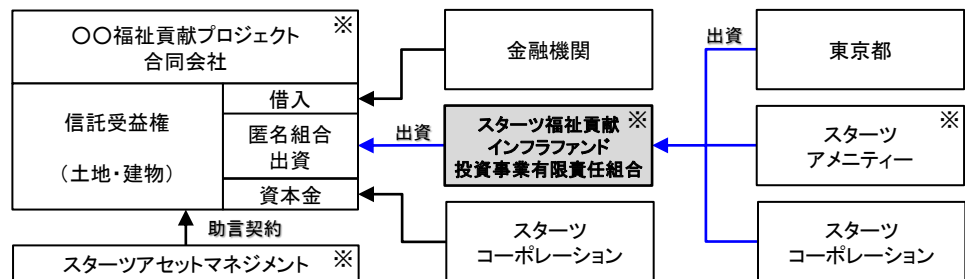 〇〇福祉貢献プロジェクト ※
合同会社
信託受益権
(土地・建物)
借入
匿名組合
出資
資本金
助言契約
スターツアセットマネジメント ※
金融機関
出資
スターツ福祉貢献 ※
インフラファンド
投資事業有限責任組合
スターツ
コーポレーション
出資
東京都
スターツ ※
アメニティー
スターツ
コーポレーション